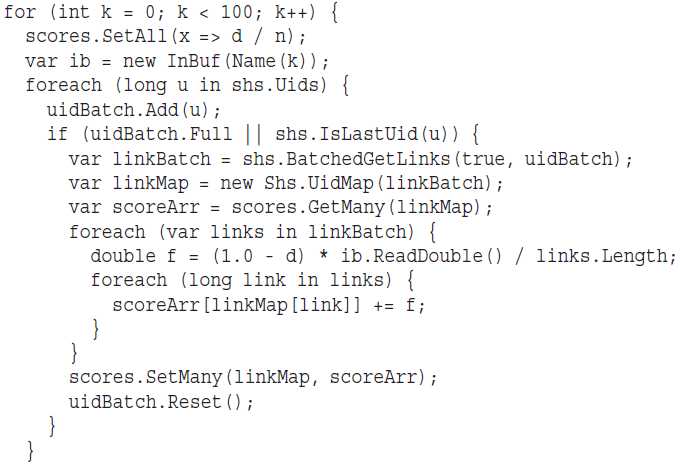 for (int k = 0; k < 100; k++) {
  scores.SetAll(x => d / n);
  var ib = new InBuf(Name(k));
  foreach (long u in shs.Uids) {
    uidBatch.Add(u);
    if (uidBatch.Full || shs.IsLastUid(u)) {
      var linkBatch = shs.BatchedGetLinks(true, uidBatch);
      var linkMap = new Shs.UidMap(linkBatch);
      var scoreArr = scores.GetMany(linkMap);
      foreach (var links in linkBatch) {
        double f = (1.0 - d) * ib.ReadDouble() / links.Length;
        foreach (long link in links) {
          scoreArr[linkMap[link]] += f;
        }
      }
      scores.SetMany(linkMap, scoreArr);
      uidBatch.Reset();
    }
  }